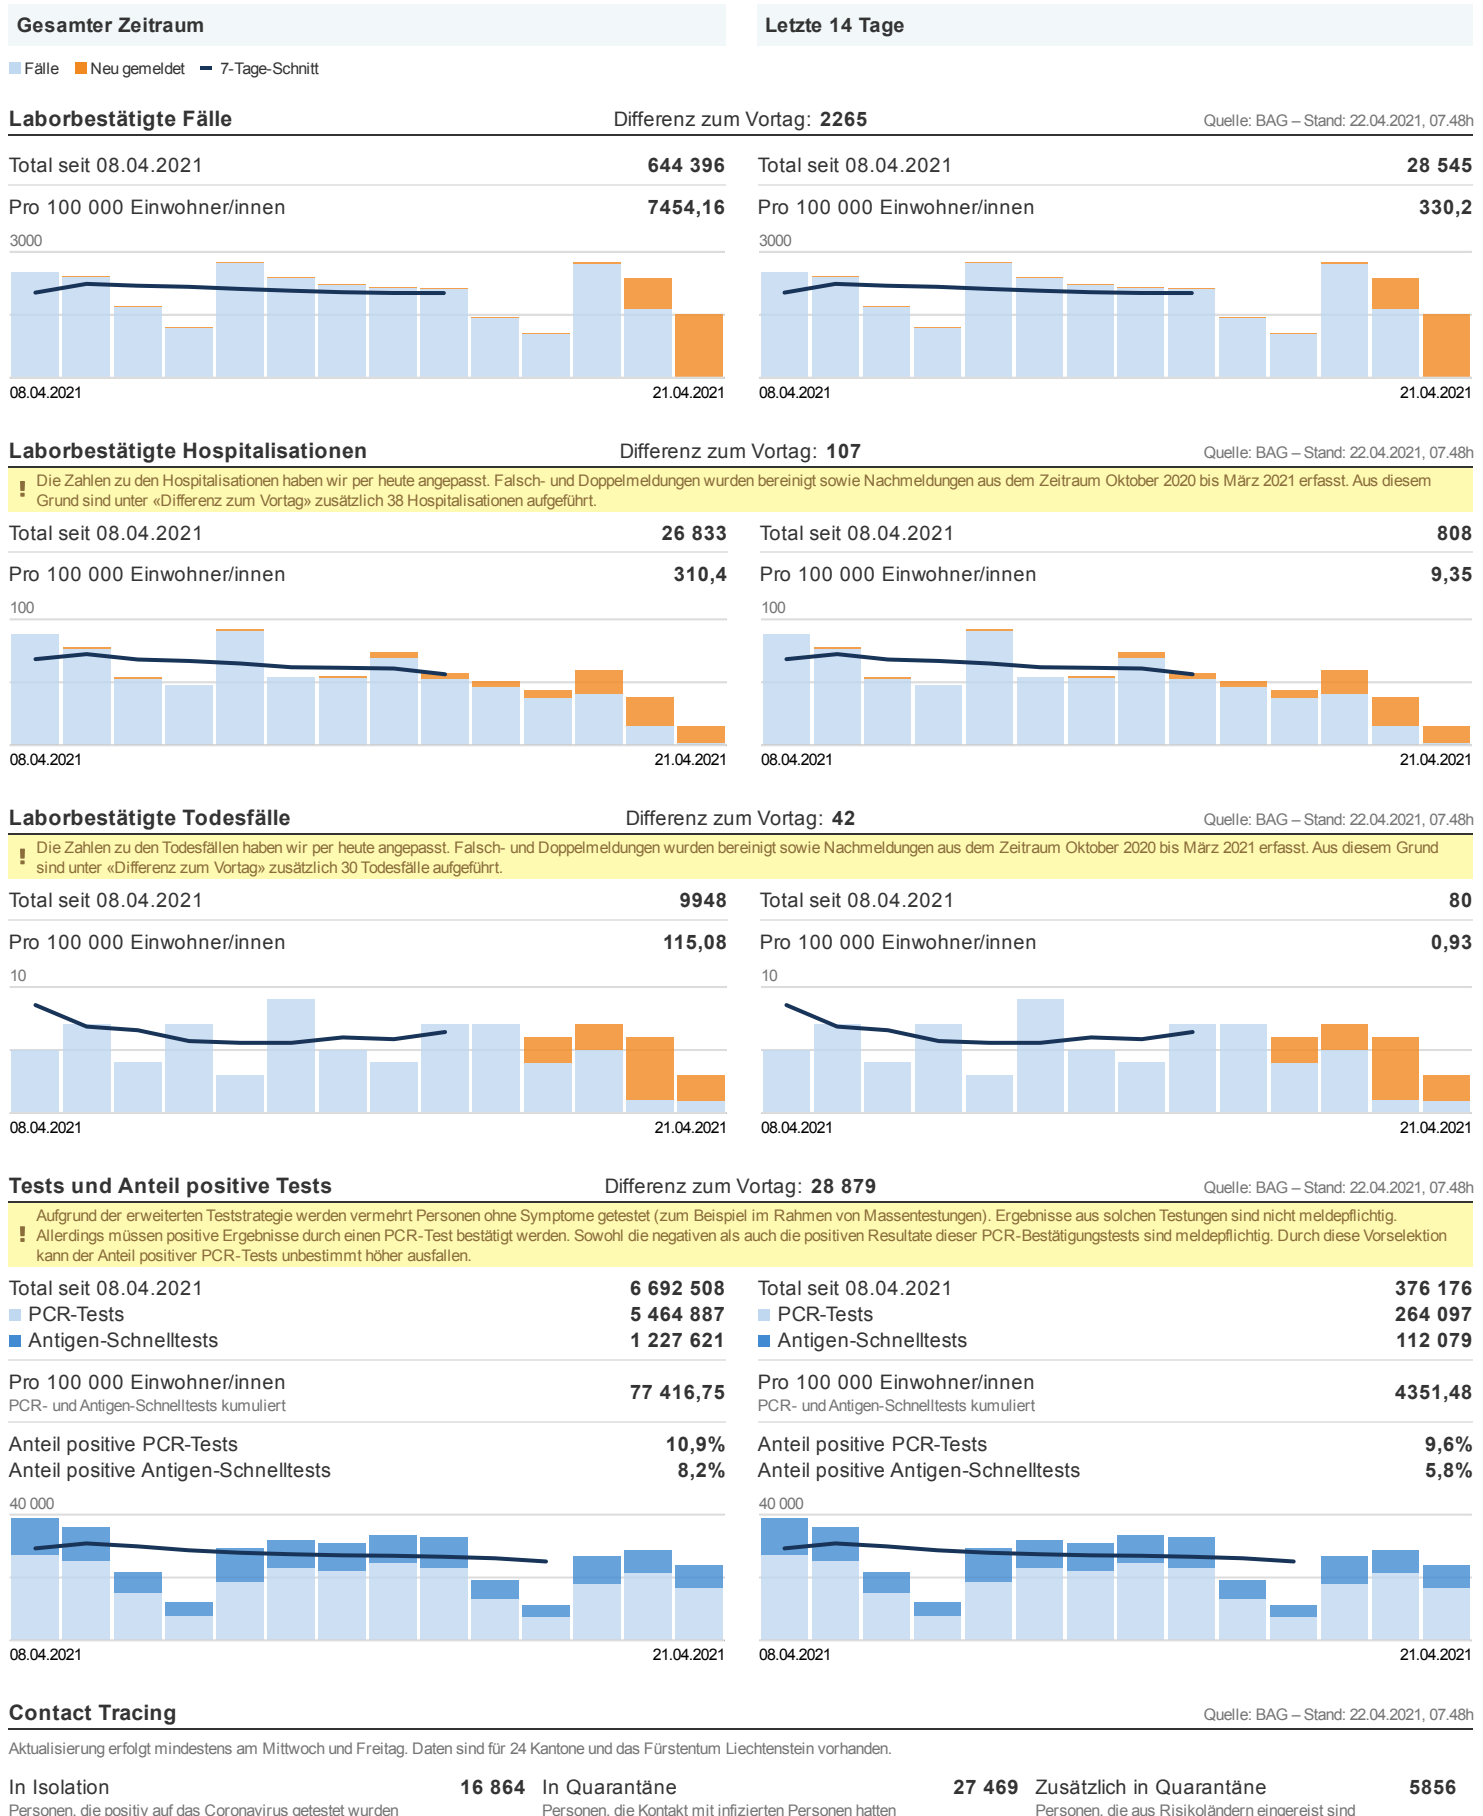 Gesamter Zeitraum
Letzte 14 Tage
Fälle Neu gemeldet 7-Tage-Schnitt
Laborbestätigte Fälle Differenz zum Vortag: 2265 Quelle: BAG – Stand: 22.04.2021, 07.48h
Total seit 08.04.2021 644 396 Total seit 08.04.2021 28 545
Pro 100 000 Einwohner/innen 7454,16 Pro 100 000 Einwohner/innen 330,2
3000 3000
08.04.2021 21.04.2021 08.04.2021 21.04.2021
Laborbestätigte Hospitalisationen Differenz zum Vortag: 107 Quelle: BAG – Stand: 22.04.2021, 07.48h
! Die Zahlen zu den Hospitalisationen haben wir per heute angepasst. Falsch- und Doppelmeldungen wurden bereinigt sowie Nachmeldungen aus dem Zeitraum Oktober 2020 bis März 2021 erfasst. Aus diesem
Grund sind unter «Differenz zum Vortag» zusätzlich 38 Hospitalisationen aufgeführt.
Total seit 08.04.2021 26 833 Total seit 08.04.2021 808
Pro 100 000 Einwohner/innen 310,4 Pro 100 000 Einwohner/innen 9,35
100 100
08.04.2021 21.04.2021 08.04.2021 21.04.2021
Laborbestätigte Todesfälle Differenz zum Vortag: 42 Quelle: BAG – Stand: 22.04.2021, 07.48h
! Die Zahlen zu den Todesfällen haben wir per heute angepasst. Falsch- und Doppelmeldungen wurden bereinigt sowie Nachmeldungen aus dem Zeitraum Oktober 2020 bis März 2021 erfasst. Aus diesem Grund
sind unter «Differenz zum Vortag» zusätzlich 30 Todesfälle aufgeführt.
Total seit 08.04.2021 9948 Total seit 08.04.2021 80
Pro 100 000 Einwohner/innen 115,08 Pro 100 000 Einwohner/innen 0,93
10 10
08.04.2021 21.04.2021 08.04.2021 21.04.2021
Tests und Anteil positive Tests Differenz zum Vortag: 28 879 Quelle: BAG – Stand: 22.04.2021, 07.48h
Aufgrund der erweiterten Teststrategie werden vermehrt Personen ohne Symptome getestet (zum Beispiel im Rahmen von Massentestungen). Ergebnisse aus solchen Testungen sind nicht meldepflichtig.
! Allerdings müssen positive Ergebnisse durch einen PCR-Test bestätigt werden. Sowohl die negativen als auch die positiven Resultate dieser PCR-Bestätigungstests sind meldepflichtig. Durch diese Vorselektion
kann der Anteil positiver PCR-Tests unbestimmt höher ausfallen.
Total seit 08.04.2021 6 692 508 Total seit 08.04.2021 376 176
PCR-Tests 5 464 887 PCR-Tests 264 097
Antigen-Schnelltests 1 227 621 Antigen-Schnelltests 112 079
Pro 100 000 Einwohner/innen 77 416,75 Pro 100 000 Einwohner/innen 4351,48
PCR- und Antigen-Schnelltests kumuliert PCR- und Antigen-Schnelltests kumuliert
Anteil positive PCR-Tests 10,9% Anteil positive PCR-Tests 9,6%
Anteil positive Antigen-Schnelltests 8,2% Anteil positive Antigen-Schnelltests 5,8%
40 000 40 000
08.04.2021 21.04.2021 08.04.2021 21.04.2021
Contact Tracing Quelle: BAG – Stand: 22.04.2021, 07.48h
Aktualisierung erfolgt mindestens am Mittwoch und Freitag. Daten sind für 24 Kantone und das Fürstentum Liechtenstein vorhanden.
In Isolation 16 864 In Quarantäne 27 469 Zusätzlich in Quarantäne 5856
Personen, die positiv auf das Coronavirus getestet wurden Personen, die Kontakt mit infizierten Personen hatten Personen, die aus Risikoländern eingereist sind